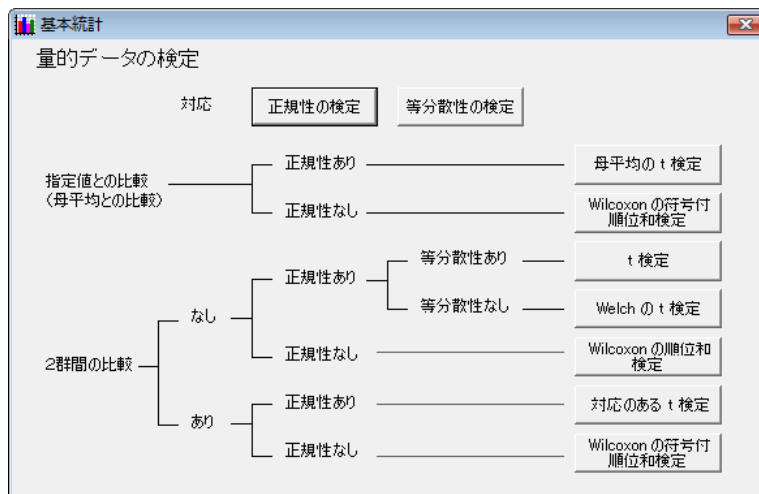 基本統計
量的データの検定
対応 正規性の検定 等分散性の検定
指定値との比較
(母平均との比較)
正規性あり
母平均の t 検定
正規性なし
Wilcoxon の符号付
順位和検定
2群間の比較
なし
正規性あり
等分散性あり
t 検定
等分散性なし
Welch の t 検定
正規性なし
Wilcoxon の順位和
検定
あり
正規性あり
対応のある t 検定
正規性なし
Wilcoxon の符号付
順位和検定